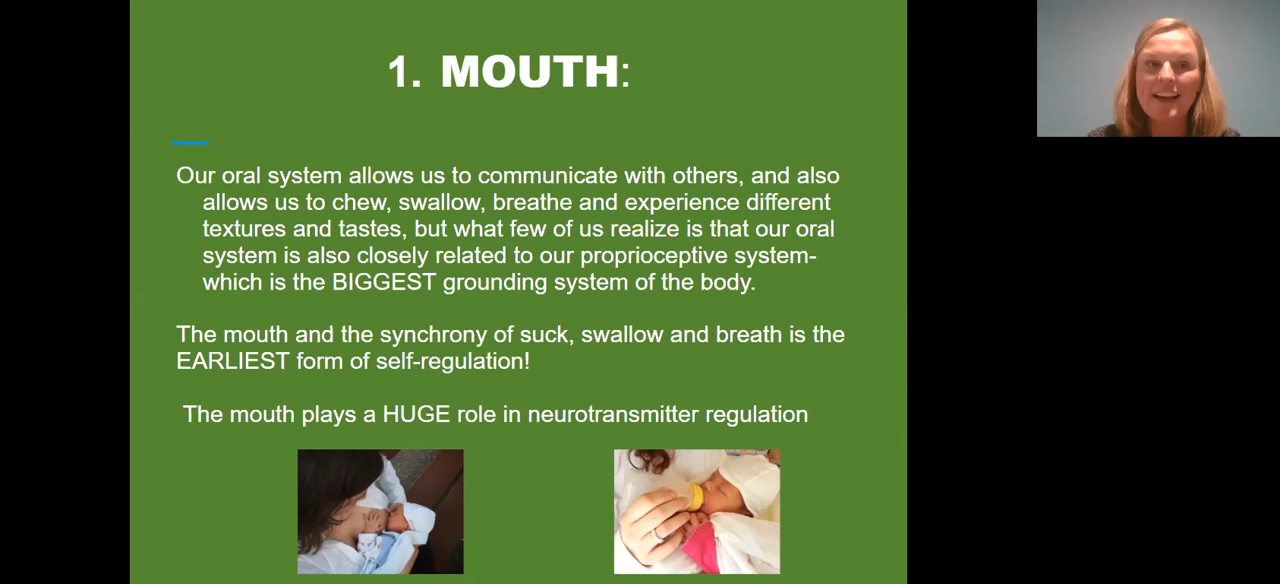 1. MOUTH:
Our oral system allows us to communicate with others, and also
allows us to chew, swallow, breathe and experience different
textures and tastes, but what few of us realize is that our oral
system is also closely related to our proprioceptive system-
which is the BIGGEST grounding system of the body.
The mouth and the synchrony of suck, swallow and breath is the
EARLIEST form of self-regulation!
The mouth plays a HUGE role in neurotransmitter regulation